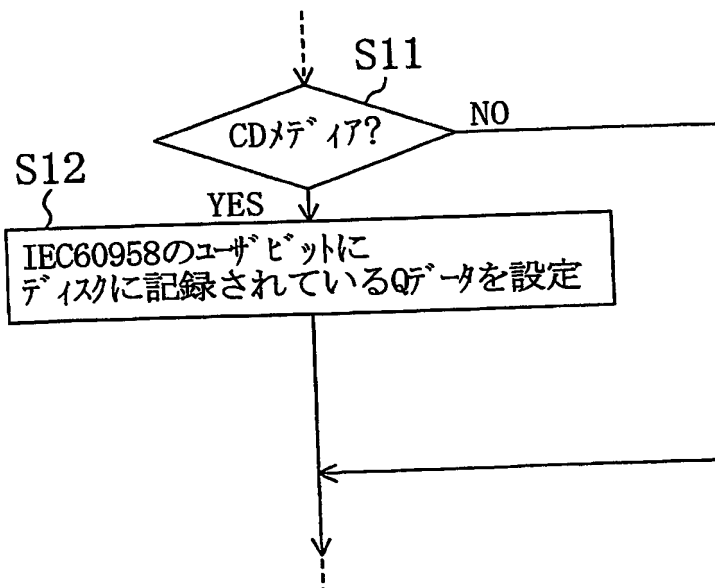 S11
CDメディア?
NO
S12
YES
IEC60958のユーザビットに
ディスクに記録されているQデータを設定